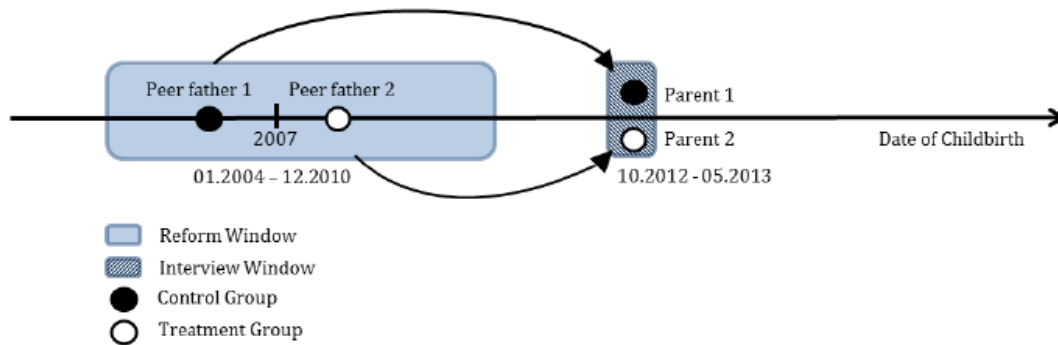 Peer father 1 Peer father 2
Parent 1
2007
Parent 2
Date of Childbirth
01.2004 – 12.2010
10.2012 - 05.2013
Reform Window
Interview Window
Control Group
Treatment Group